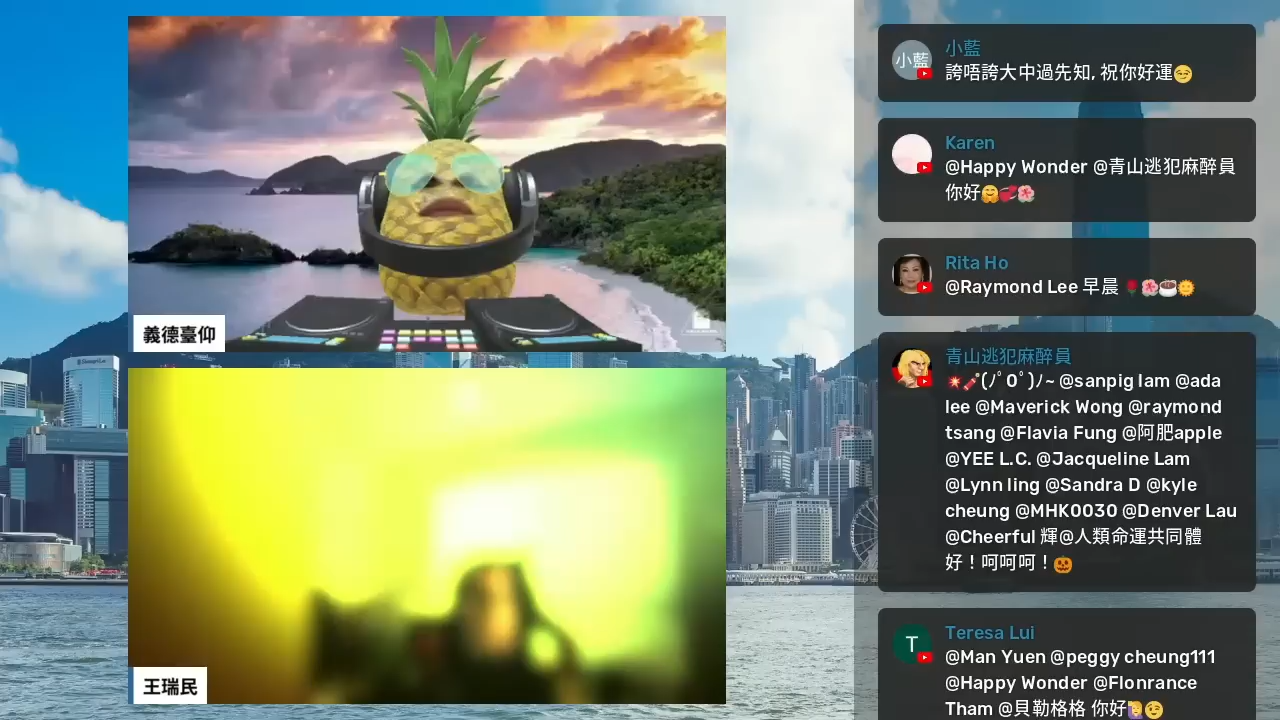 義德臺仰
王瑞民
小藍
小藍
誇唔誇大中過先知, 祝你好運😏
Karen
@Happy Wonder @青山逃犯麻醉員
你好🤗💞🌸
Rita Ho
@Raymond Lee 早晨 🌹🌺☕🌞
青山逃犯麻醉員
💥🧨(ﾉﾟ0ﾟ)ﾉ~ @sanpig lam @ada
lee @Maverick Wong @raymond
tsang @Flavia Fung @阿肥apple
@YEE L.C. @Jacqueline Lam
@Lynn ling @Sandra D @kyle
cheung @MHK0030 @Denver Lau
@Cheerful 輝@人類命運共同體
好！呵呵呵！🎃
T
Teresa Lui
@Man Yuen @peggy cheung111
@Happy Wonder @Flonrance
Tham @貝勒格格 你好🙋‍♀️😉